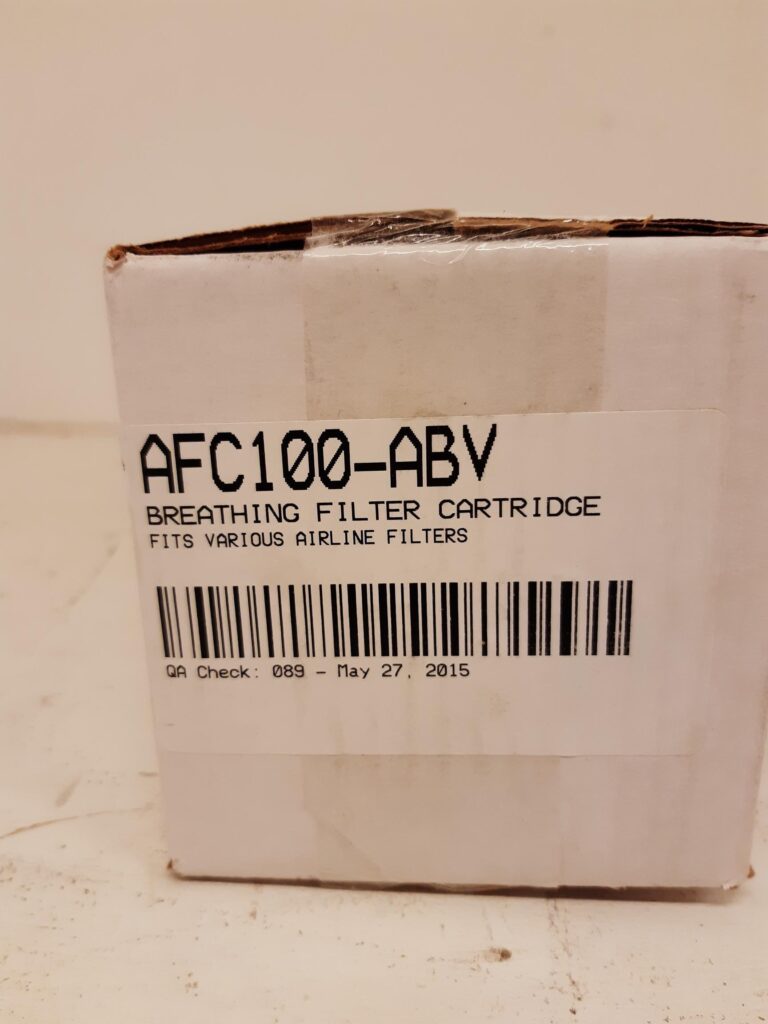 AFC100-ABV
BREATHING FILTER CARTRIDGE
FITS VARIOUS AIRLINE FILTERS
QA Check: 089 - May 27, 2015